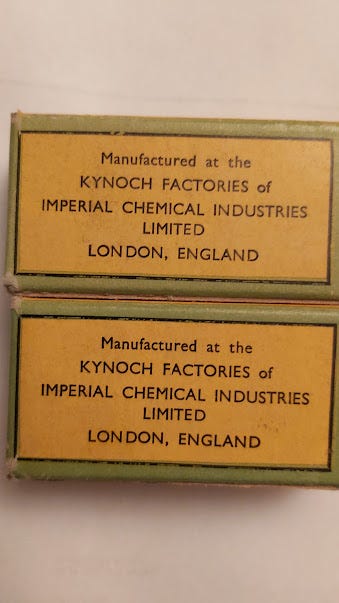 Manufactured at the
KYNOCH FACTORIES of
IMPERIAL CHEMICAL INDUSTRIES
LIMITED
LONDON, ENGLAND
Manufactured at the
KYNOCH FACTORIES of
IMPERIAL CHEMICAL INDUSTRIES
LIMITED
LONDON, ENGLAND